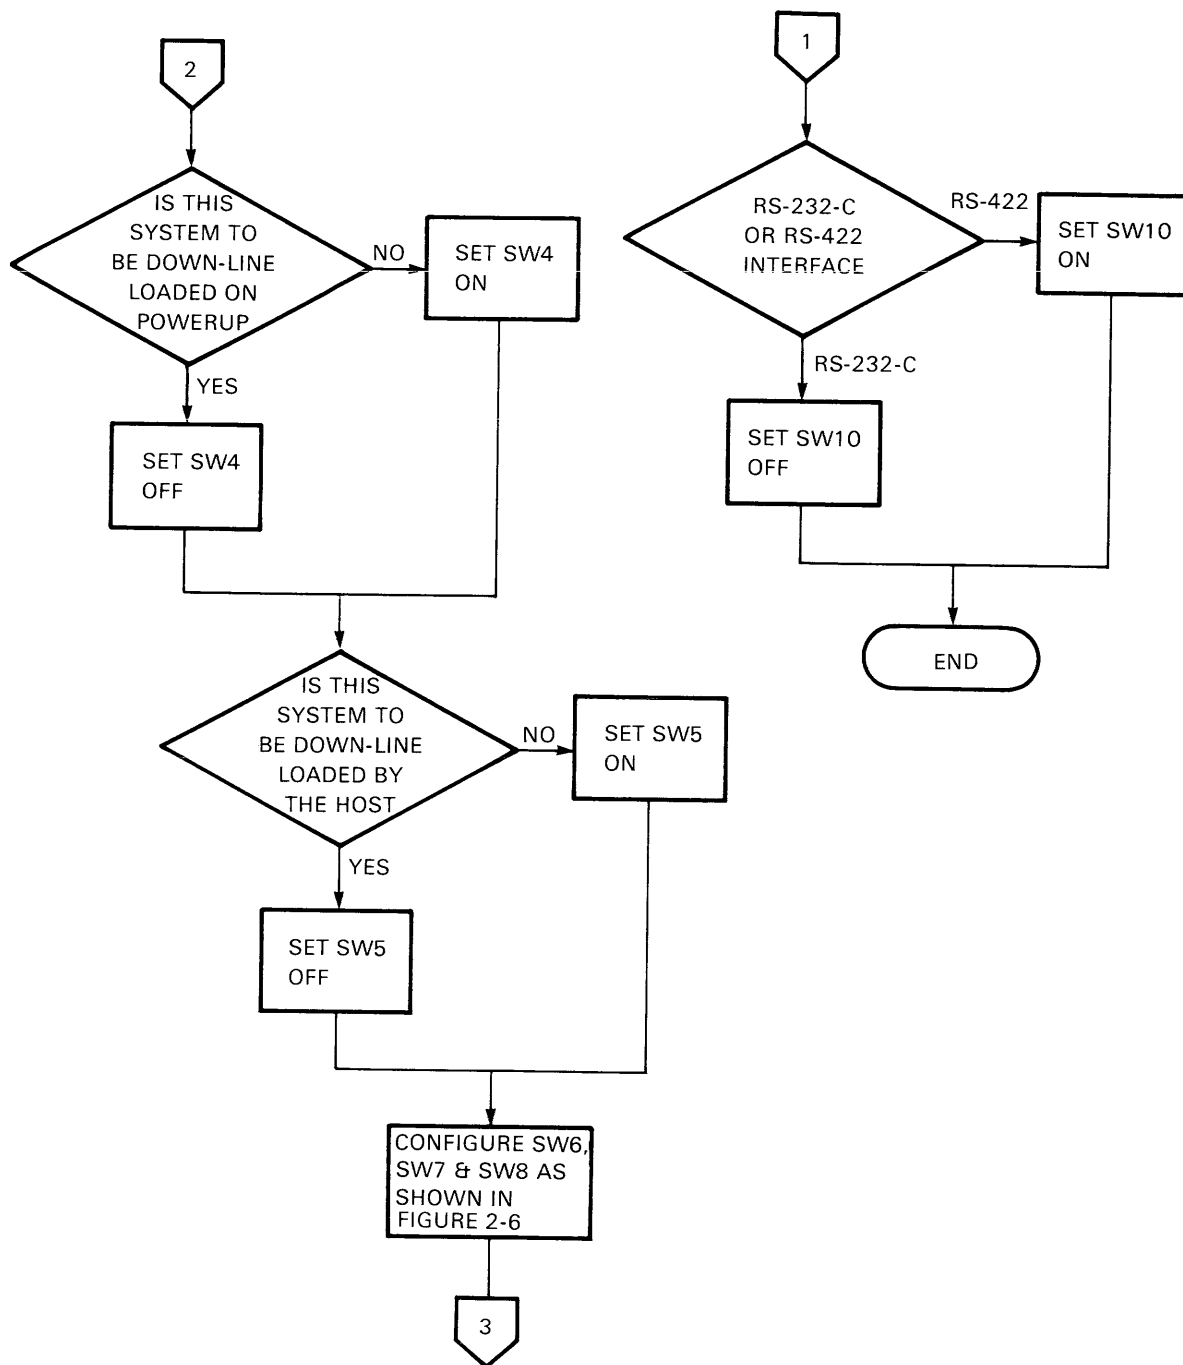 2
IS THIS
SYSTEM TO
BE DOWN-LINE
LOADED ON
POWERUP
NO
SET SW4
ON
YES
SET SW4
OFF
IS THIS
SYSTEM TO
BE DOWN-LINE
LOADED BY
THE HOST
NO
SET SW5
ON
YES
SET SW5
OFF
CONFIGURE SW6,
SW7 & SW8 AS
SHOWN IN
FIGURE 2-6
3
1
RS-232-C
OR RS-422
INTERFACE
RS-422
SET SW10
ON
RS-232-C
SET SW10
OFF
END